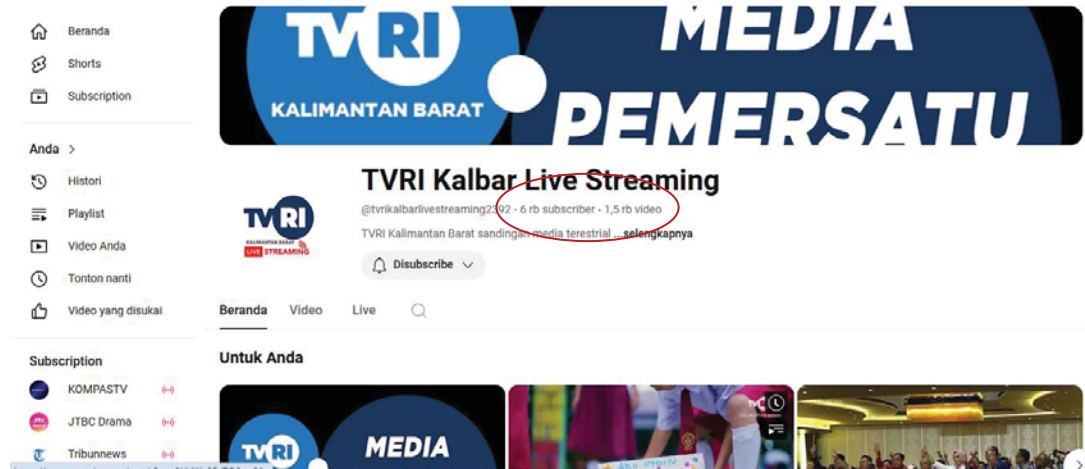 Beranda
Shorts
Subscription
Anda >
Histori
Playlist
Video Anda
Tonton nanti
Video yang disukai
Subscription
KOMPASTV
JTBC Drama
Tribunnews
TVRI
KALIMANTAN BARAT
MEDIA
PEMERSATU
TVRI
KALIMANTAN BARAT
LIVE STREAMING
TVRI Kalbar Live Streaming
@tvrikalbarlivestreaming2392 • 6 rb subscriber • 1,5 rb video
TVRI Kalimantan Barat sandingan media terestrial ...selengkapnya
Disubscribe
Beranda Video Live
Untuk Anda
TVRI
MEDIA